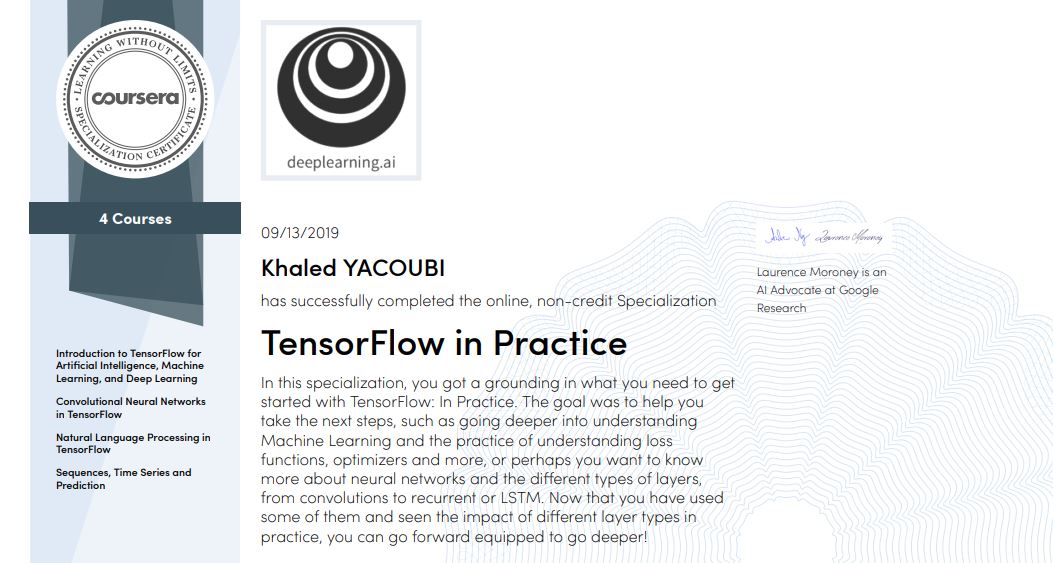 LEARNING WITHOUT LIMITS
coursera
SPECIALIZATION CERTIFICATE
4 Courses
Introduction to TensorFlow for
Artificial Intelligence, Machine
Learning, and Deep Learning
Convolutional Neural Networks
in TensorFlow
Natural Language Processing in
TensorFlow
Sequences, Time Series and
Prediction
deeplearning.ai
09/13/2019
Khaled YACOUBI
has successfully completed the online, non-credit Specialization
TensorFlow in Practice
In this specialization, you got a grounding in what you need to get
started with TensorFlow: In Practice. The goal was to help you
take the next steps, such as going deeper into understanding
Machine Learning and the practice of understanding loss
functions, optimizers and more, or perhaps you want to know
more about neural networks and the different types of layers,
from convolutions to recurrent or LSTM. Now that you have used
some of them and seen the impact of different layer types in
practice, you can go forward equipped to go deeper!
Laurence Moroney
Laurence Moroney is an
AI Advocate at Google
Research